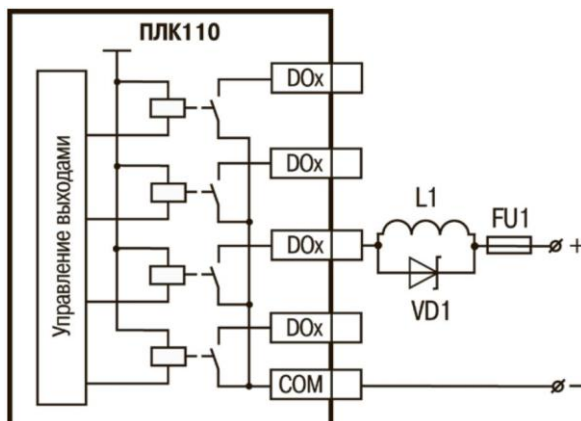 ПЛК110
Управление выходами
DOx
DOx
DOx
DOx
COM
L1
VD1
FU1
+
−